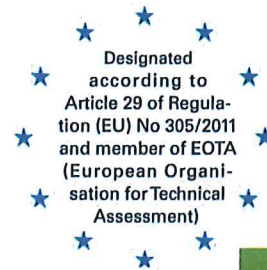 Designated
according to
Article 29 of Regula-
tion (EU) No 305/2011
and member of EOTA
(European Organi-
sation for Technical
Assessment)